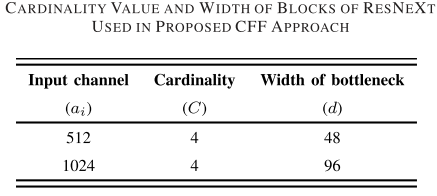 CARDINALITY VALUE AND WIDTH OF BLOCKS OF RESNEXT
USED IN PROPOSED CFF APPROACH
Input channel Cardinality Width of bottleneck
(a_i) (C) (d)
512 4 48
1024 4 96